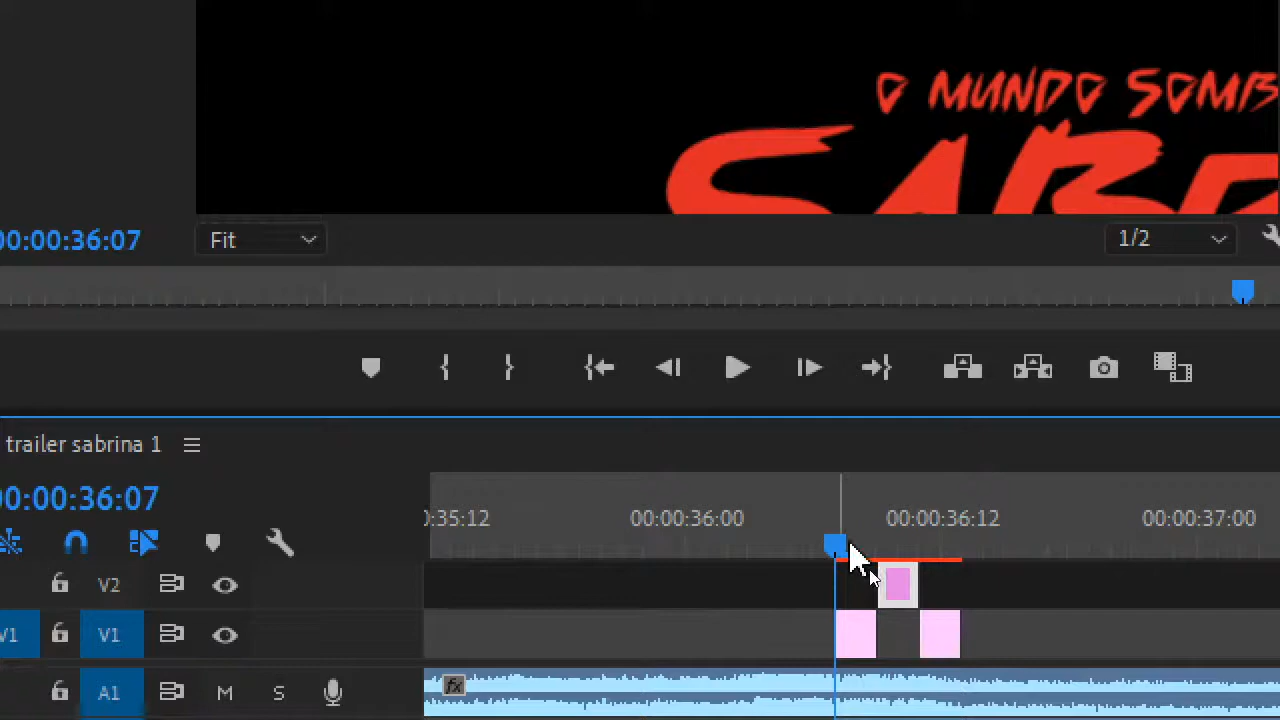 O MUNDO SOMB
SABR
00:00:36:07
Fit
1/2
trailer sabrina 1
00:00:36:07
0:35:12
00:00:36:00
00:00:36:12
00:00:37:00
V2
V1
V1
A1
M
S
fx